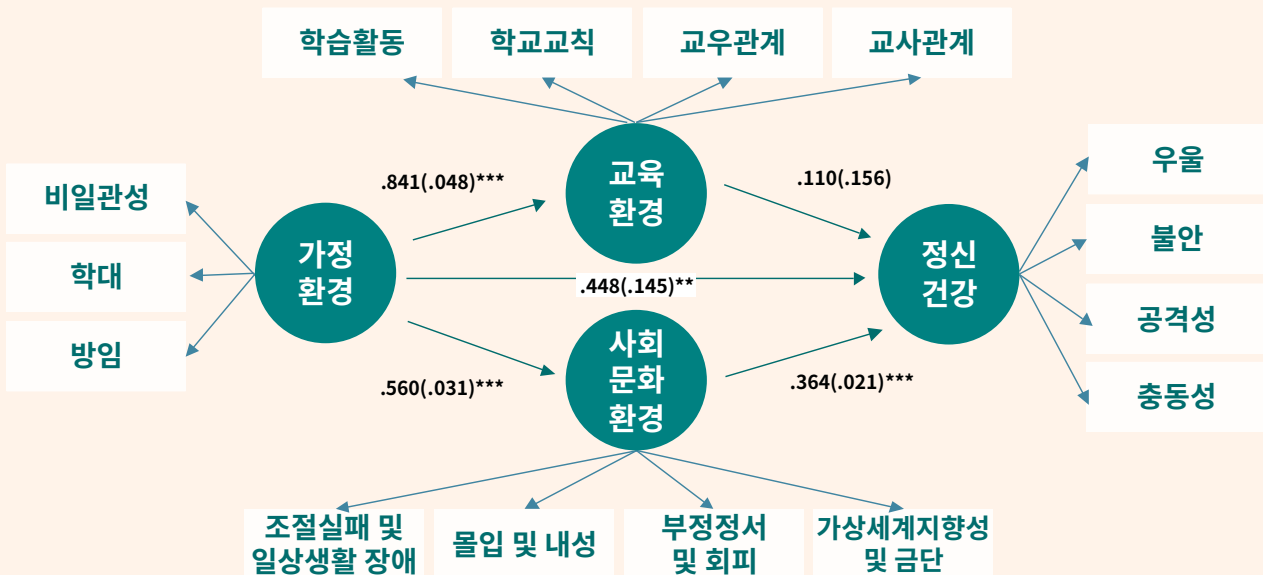 학습활동
학교교칙
교우관계
교사관계
비일관성
학대
방임
가정
환경
.841(.048)***
교육
환경
.110(.156)
.448(.145)**
사회
문화
환경
.560(.031)***
.364(.021)***
정신
건강
우울
불안
공격성
충동성
조절실패 및
일상생활 장애
몰입 및 내성
부정정서
및 회피
가상세계지향성
및 금단